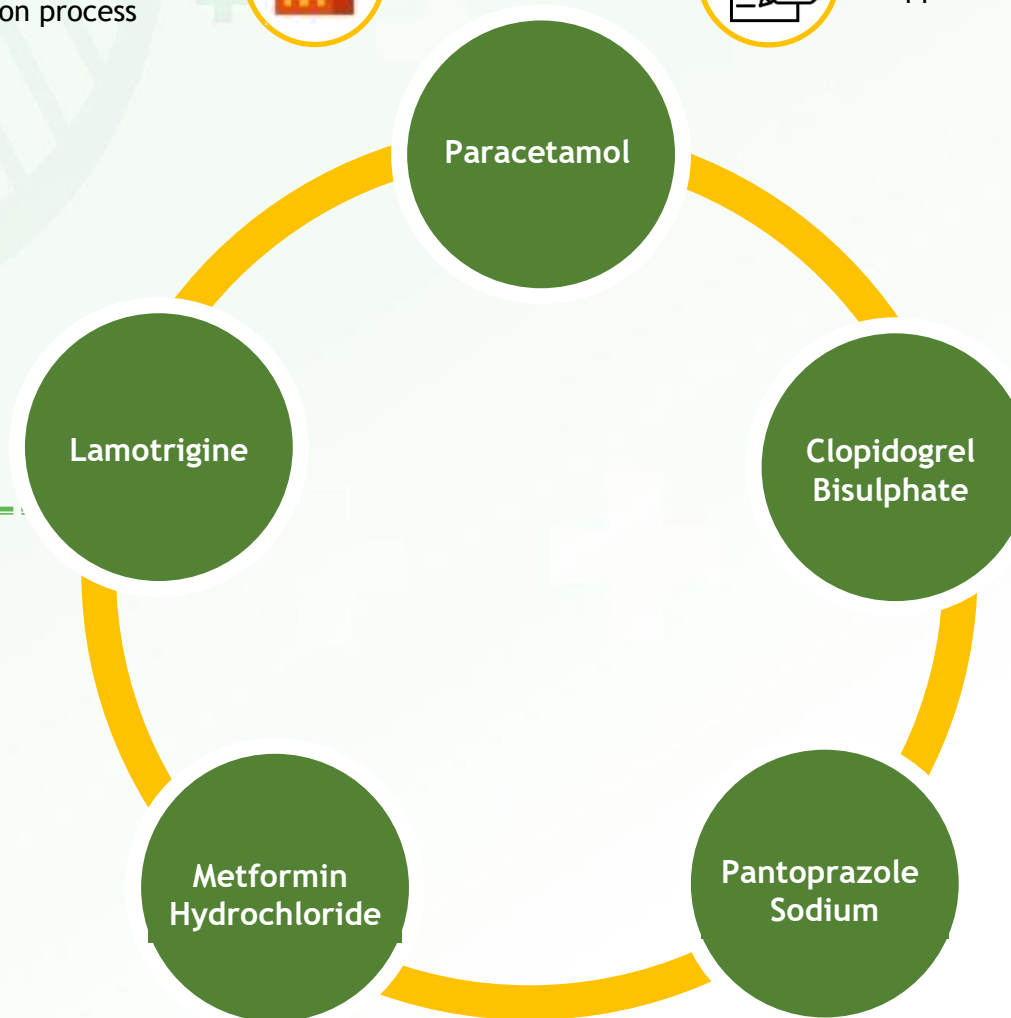 on process
Paracetamol
Lamotrigine
Clopidogrel
Bisulphate
Metformin
Hydrochloride
Pantoprazole
Sodium